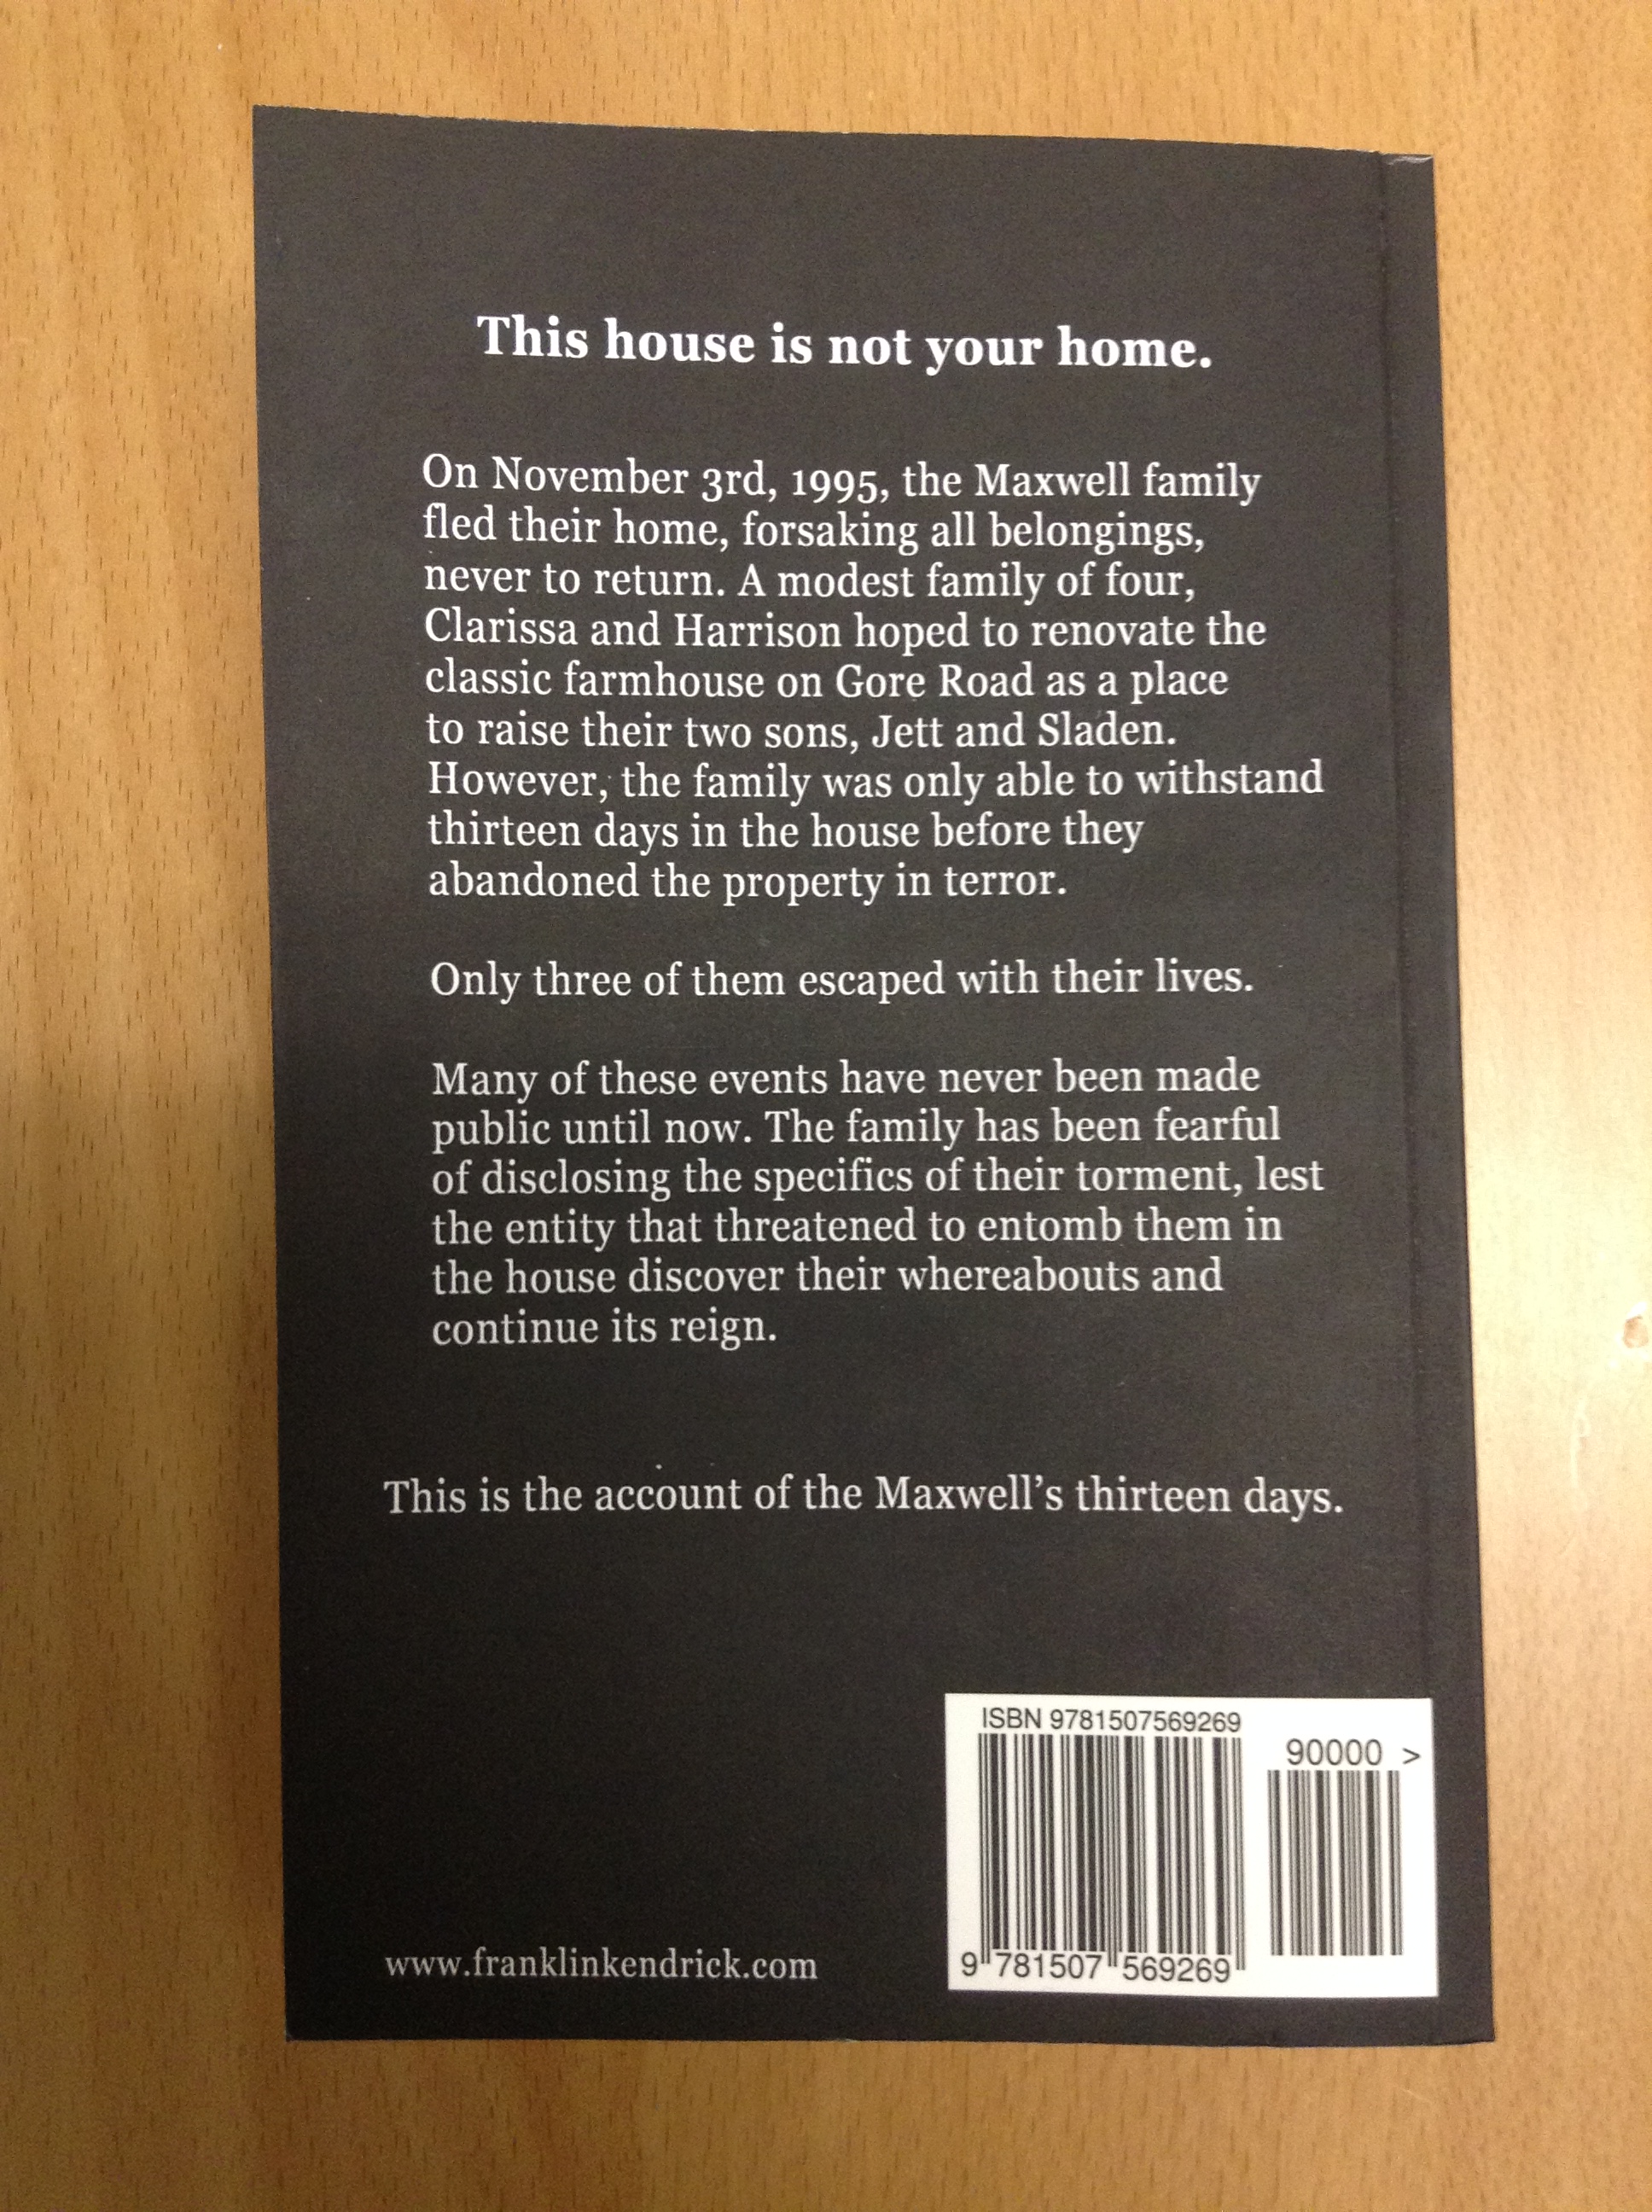 This house is not your home.
On November 3rd, 1995, the Maxwell family
fled their home, forsaking all belongings,
never to return. A modest family of four,
Clarissa and Harrison hoped to renovate the
classic farmhouse on Gore Road as a place
to raise their two sons, Jett and Sladen.
However, the family was only able to withstand
thirteen days in the house before they
abandoned the property in terror.
Only three of them escaped with their lives.
Many of these events have never been made
public until now. The family has been fearful
of disclosing the specifics of their torment, lest
the entity that threatened to entomb them in
the house discover their whereabouts and
continue its reign.
This is the account of the Maxwell's thirteen days.
ISBN 9781507569269
90000 >
9 781507 569269
www.franklinkendrick.com